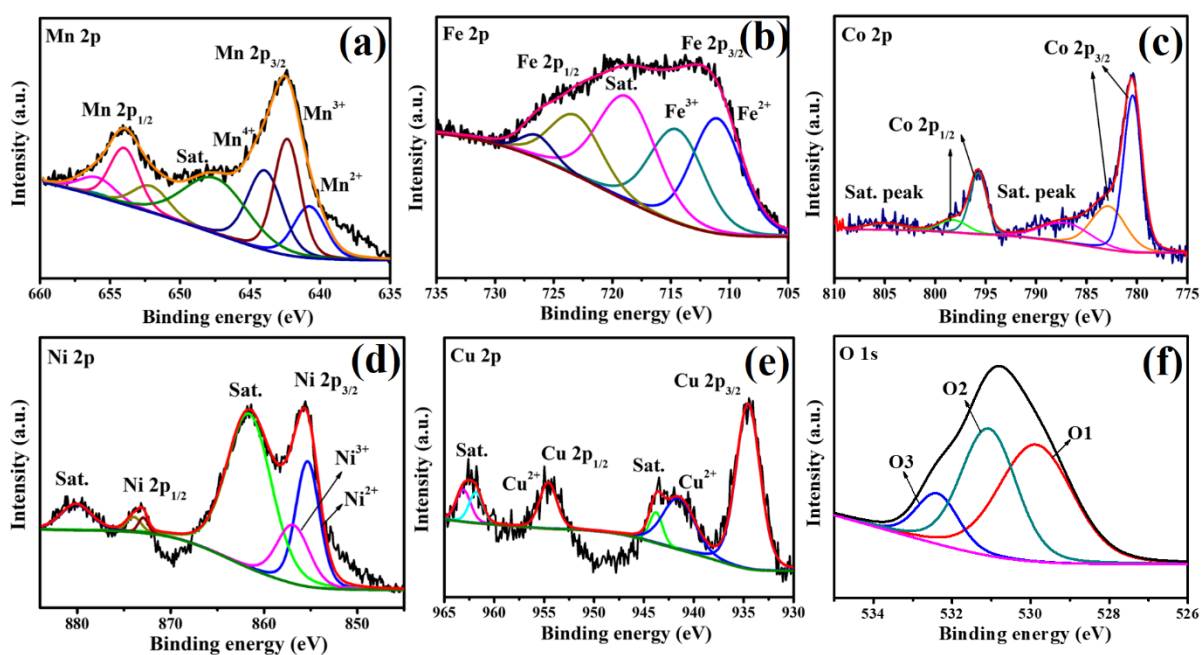 Mn 2p
(a)
Mn 2p3/2
Mn 2p1/2
Mn4+
Mn3+
Sat.
Mn2+
Intensity (a.u.)
660 655 650 645 640 635
Binding energy (eV)
Fe 2p
(b)
Fe 2p3/2
Fe 2p1/2
Sat.
Fe3+
Fe2+
Intensity (a.u.)
735 730 725 720 715 710 705
Binding energy (eV)
Co 2p
(c)
Co 2p3/2
Co 2p1/2
Sat. peak
Sat. peak
Intensity (a.u.)
810 805 800 795 790 785 780 775
Binding energy (eV)
Ni 2p
(d)
Sat.
Ni 2p3/2
Ni3+
Ni2+
Sat.
Ni 2p1/2
Intensity (a.u.)
880 870 860 850
Binding energy (eV)
Cu 2p
(e)
Cu 2p3/2
Sat.
Cu2+
Cu 2p1/2
Sat.
Cu2+
Intensity (a.u.)
965 960 955 950 945 940 935 930
Binding energy (eV)
O 1s
(f)
O2
O1
O3
Intensity (a.u.)
534 532 530 528 526
Binding energy (eV)